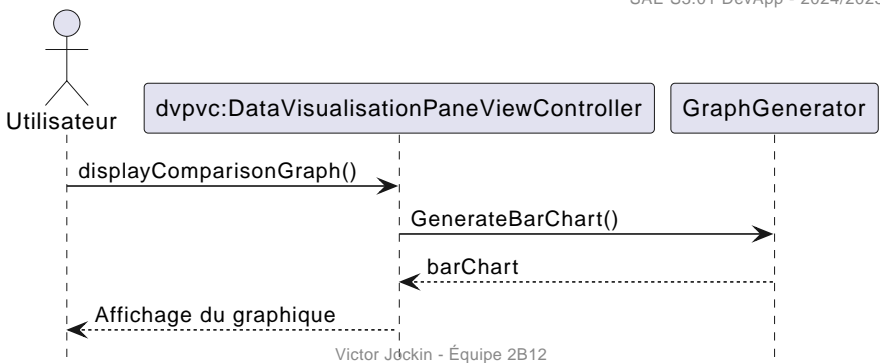 SAE S3.01 DevApp - 2024/2025
Utilisateur
dvpvc:DataVisualisationPaneViewController
GraphGenerator
displayComparisonGraph()
GenerateBarChart()
barChart
Affichage du graphique
Victor Jockin - Équipe 2B12